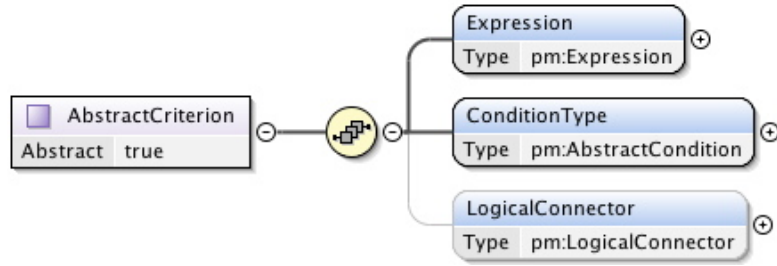 AbstractCriterion
Abstract true
Expression
Type pm:Expression
ConditionType
Type pm:AbstractCondition
LogicalConnector
Type pm:LogicalConnector